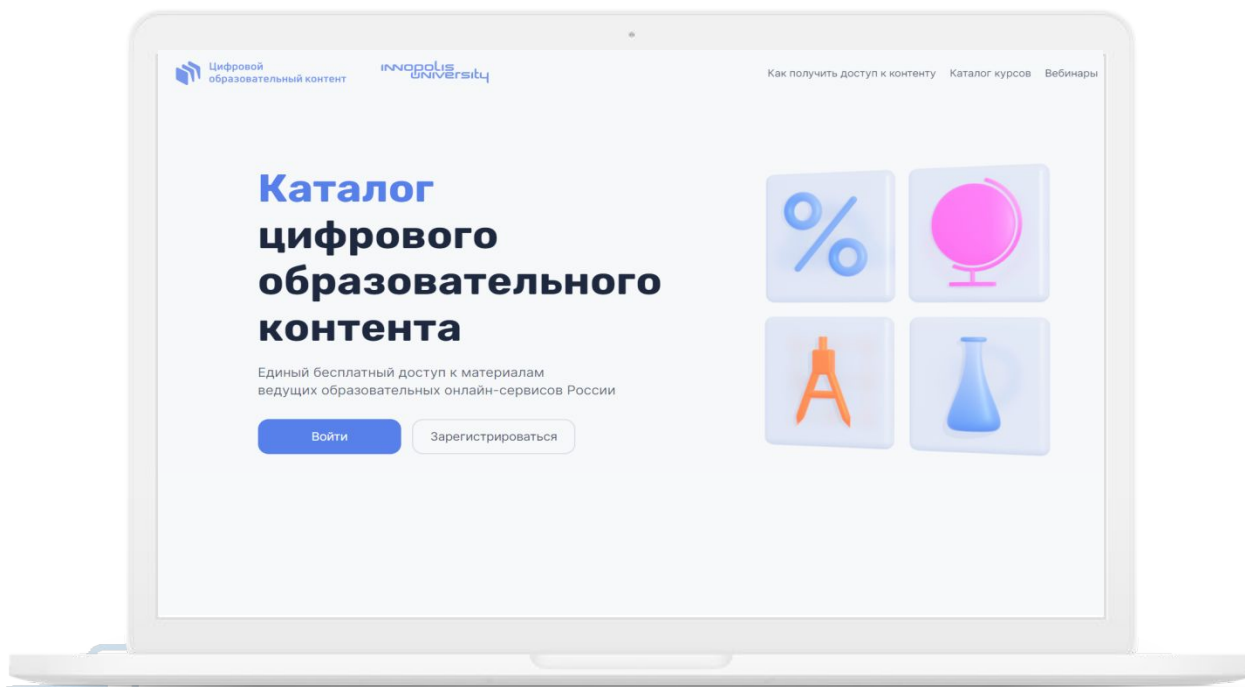 Цифровой
образовательный контент
INNOPOLIS
UNIVERSITY
Как получить доступ к контенту Каталог курсов Вебинары
Каталог
цифрового
образовательного
контента
Единый бесплатный доступ к материалам
ведущих образовательных онлайн-сервисов России
Войти Зарегистрироваться